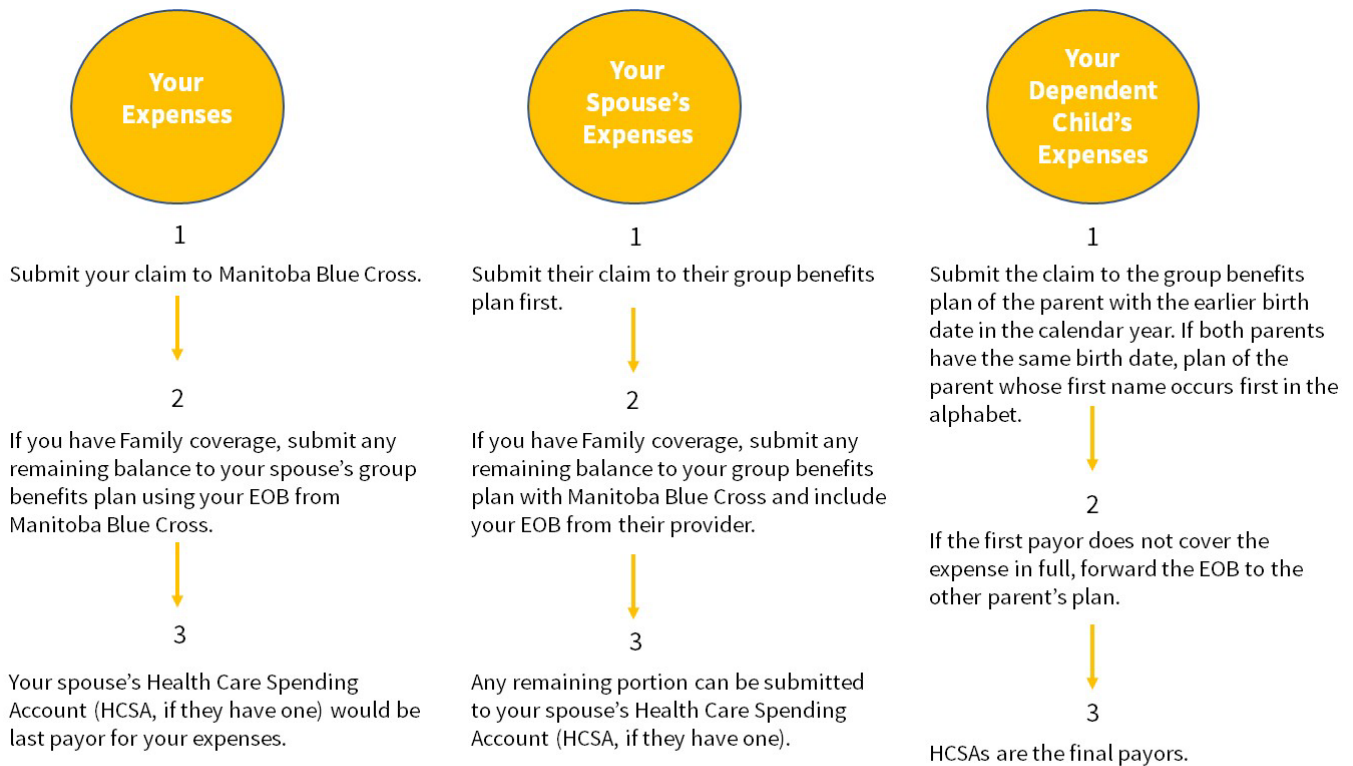 Your
Expenses
1
Submit your claim to Manitoba Blue Cross.
2
If you have Family coverage, submit any
remaining balance to your spouse's group
benefits plan using your EOB from
Manitoba Blue Cross.
3
Your spouse's Health Care Spending
Account (HCSA, if they have one) would be
last payor for your expenses.
Your
Spouse's
Expenses
1
Submit their claim to their group benefits
plan first.
2
If you have Family coverage, submit any
remaining balance to your group benefits
plan with Manitoba Blue Cross and include
your EOB from their provider.
3
Any remaining portion can be submitted
to your spouse's Health Care Spending
Account (HCSA, if they have one).
Your
Dependent
Child's
Expenses
1
Submit the claim to the group benefits
plan of the parent with the earlier birth
date in the calendar year. If both parents
have the same birth date, plan of the
parent whose first name occurs first in the
alphabet.
2
If the first payor does not cover the
expense in full, forward the EOB to the
other parent's plan.
3
HCSAs are the final payors.